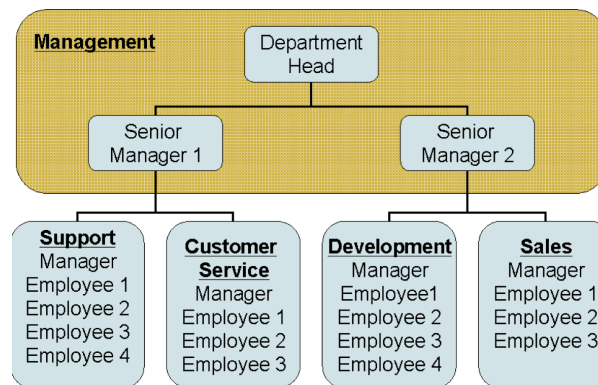 Management
Department
Head
Senior
Manager 1
Senior
Manager 2
Support
Manager
Employee 1
Employee 2
Employee 3
Employee 4
Customer
Service
Manager
Employee 1
Employee 2
Employee 3
Development
Manager
Employee1
Employee 2
Employee 3
Employee 4
Sales
Manager
Employee 1
Employee 2
Employee 3